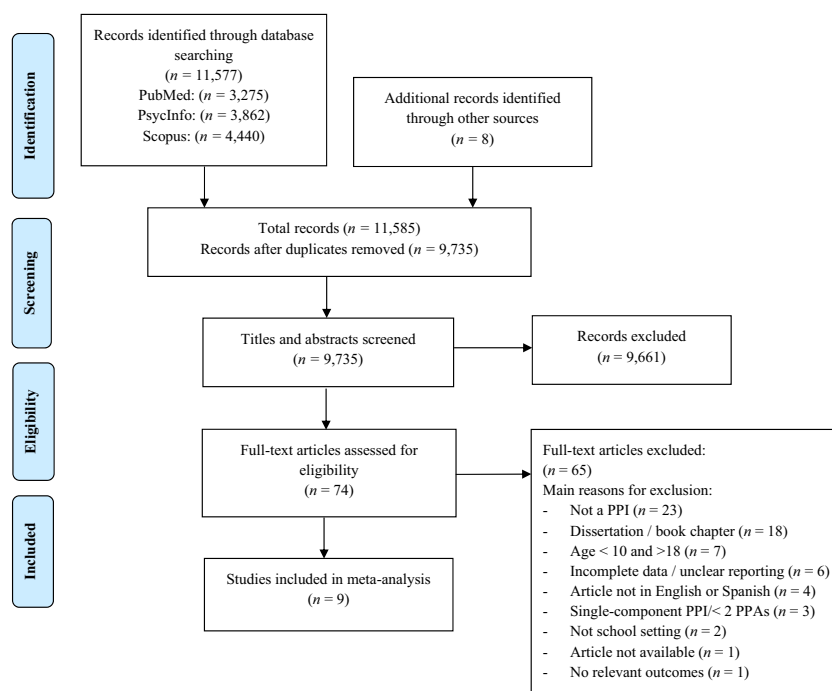 Identification
Records identified through database
searching
(n = 11,577)
PubMed: (n = 3,275)
PsycInfo: (n = 3,862)
Scopus: (n = 4,440)
Additional records identified
through other sources
(n = 8)
Screening
Total records (n = 11,585)
Records after duplicates removed (n = 9,735)
Titles and abstracts screened
(n = 9,735)
Records excluded
(n = 9,661)
Eligibility
Full-text articles assessed for
eligibility
(n = 74)
Full-text articles excluded:
(n = 65)
Main reasons for exclusion:
- Not a PPI (n = 23)
- Dissertation / book chapter (n = 18)
- Age < 10 and >18 (n = 7)
- Incomplete data / unclear reporting (n = 6)
- Article not in English or Spanish (n = 4)
- Single-component PPI/< 2 PPAs (n = 3)
- Not school setting (n = 2)
- Article not available (n = 1)
- No relevant outcomes (n = 1)
Included
Studies included in meta-analysis
(n = 9)